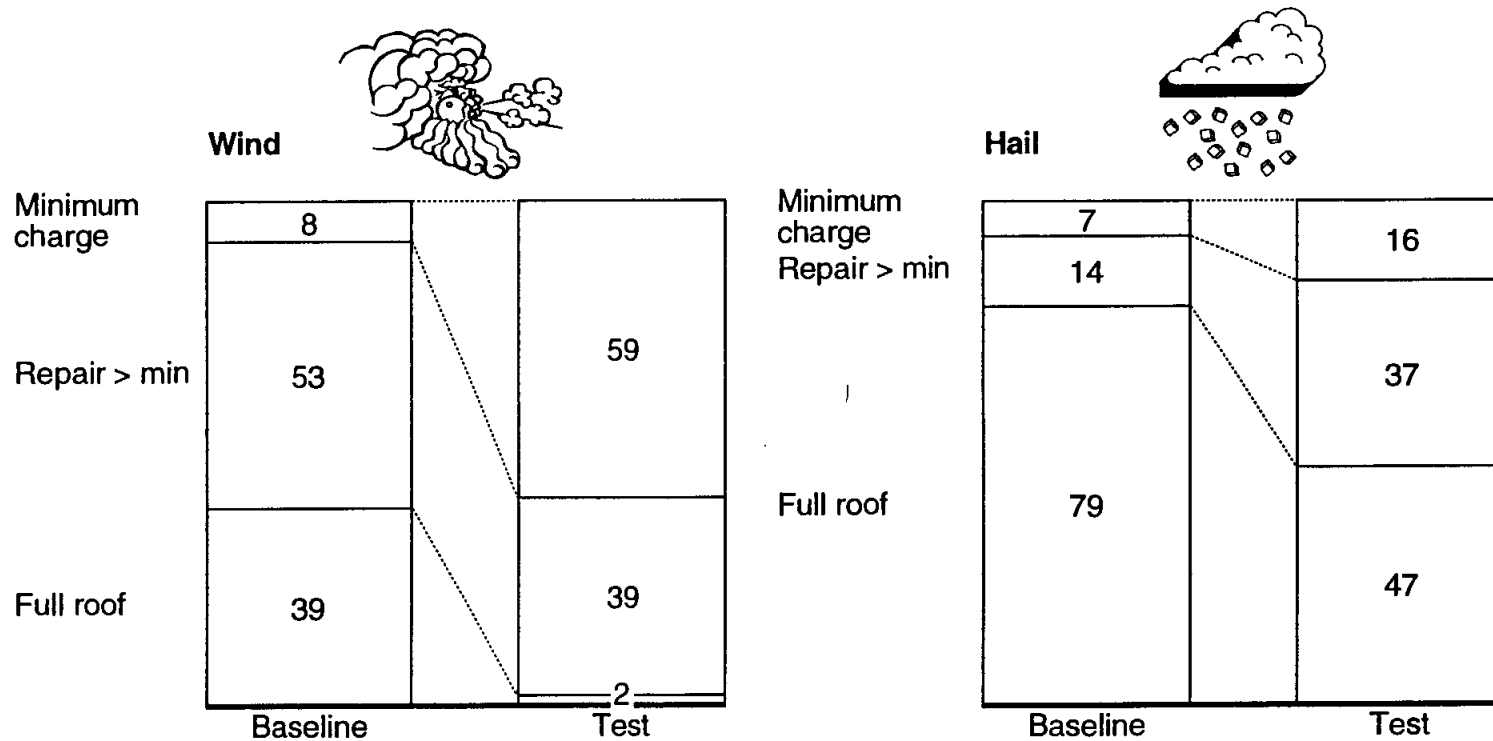 Wind
Minimum
charge
8
Repair > min
53
59
Full roof
39
39
2
Baseline
Test
Hail
Minimum
charge
7
16
Repair > min
14
37
Full roof
79
47
Baseline
Test